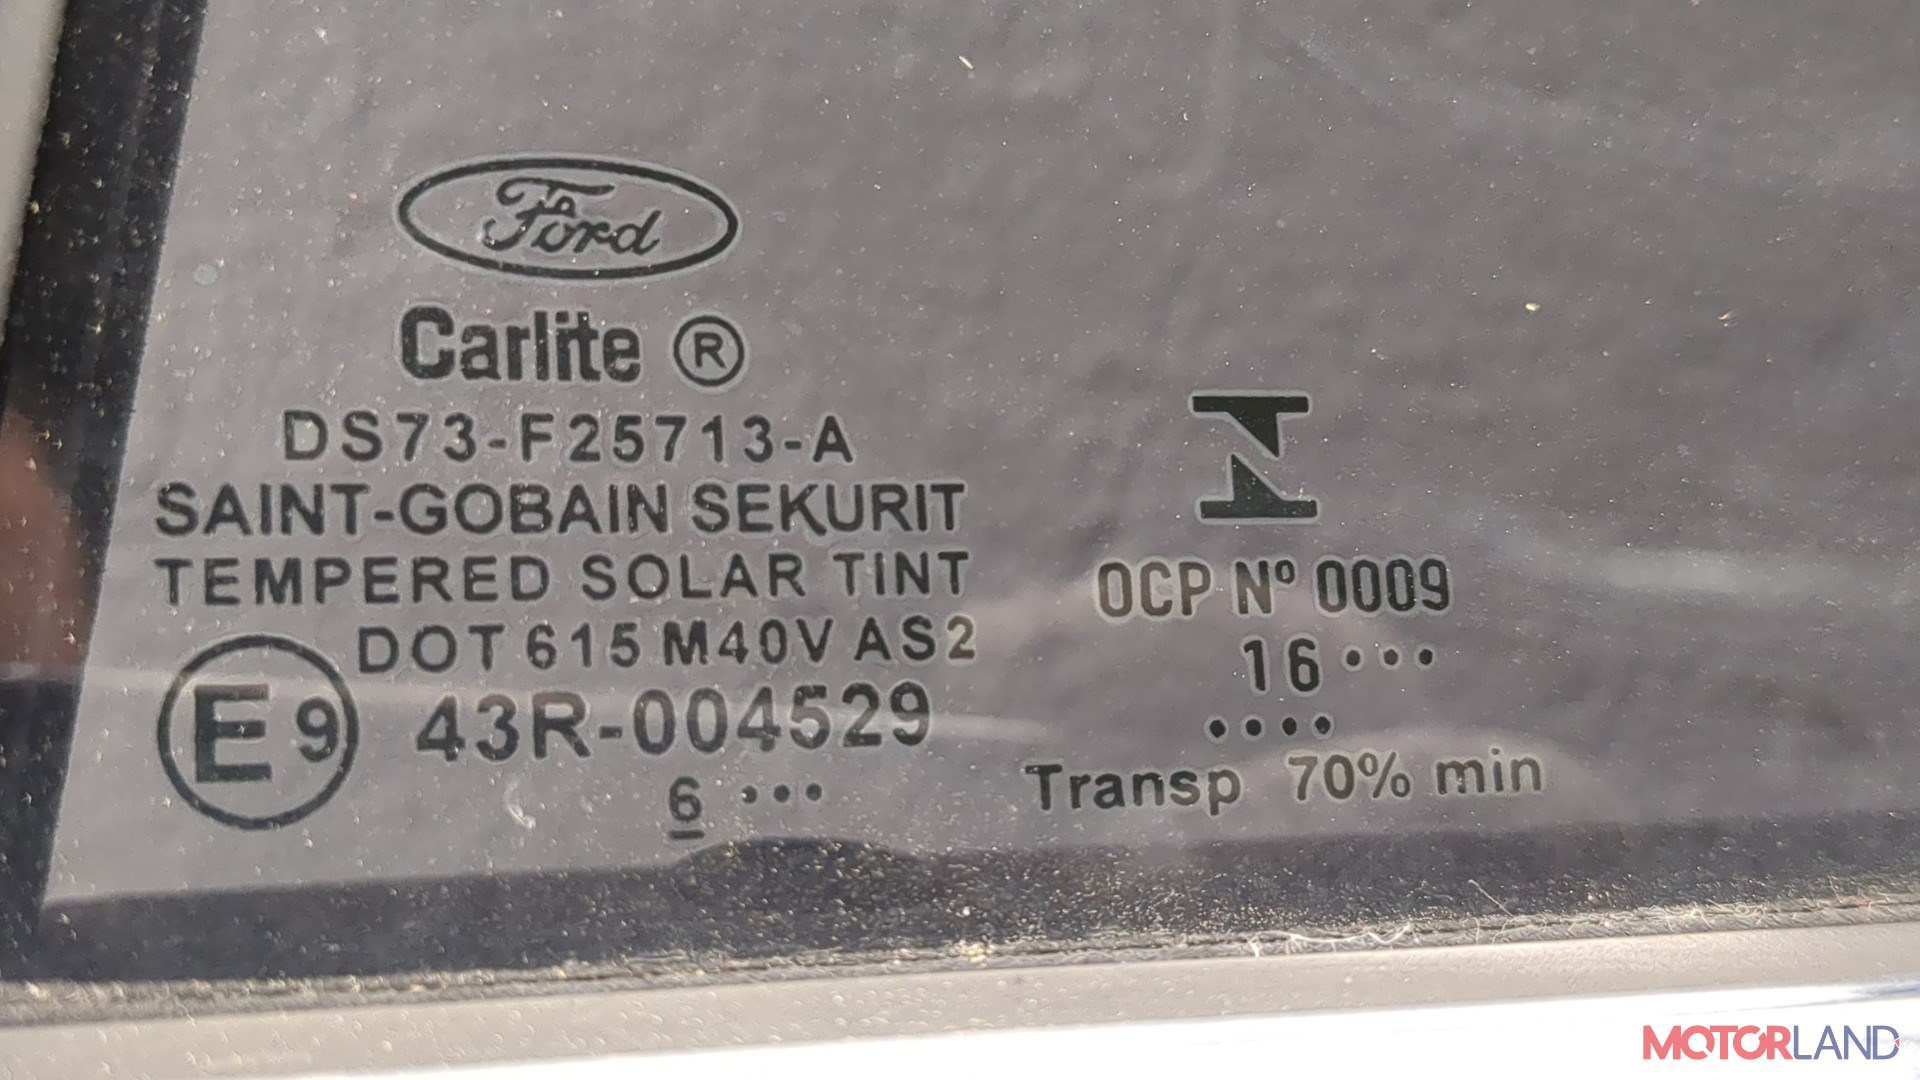 Ford
Carlite ®
DS73-F25713-A
SAINT-GOBAIN SEKURIT
TEMPERED SOLAR TINT
DOT 615 M40V AS2
E9 43R-004529
6 •••
OCP Nº 0009
16 •••
••••
Transp 70% min
MOTORLAND